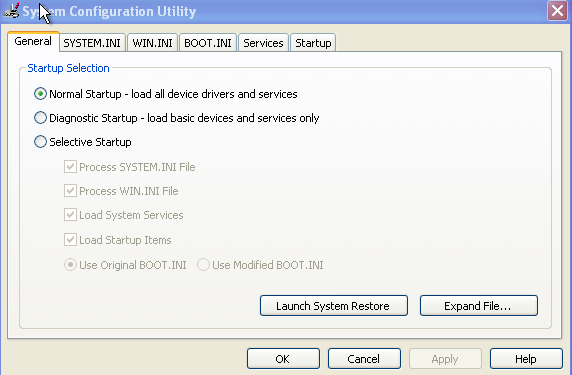 System Configuration Utility
General SYSTEM.INI WIN.INI BOOT.INI Services Startup
Startup Selection
Normal Startup - load all device drivers and services
Diagnostic Startup - load basic devices and services only
Selective Startup
Process SYSTEM.INI File
Process WIN.INI File
Load System Services
Load Startup Items
Use Original BOOT.INI Use Modified BOOT.INI
Launch System Restore Expand File...
OK Cancel Apply Help